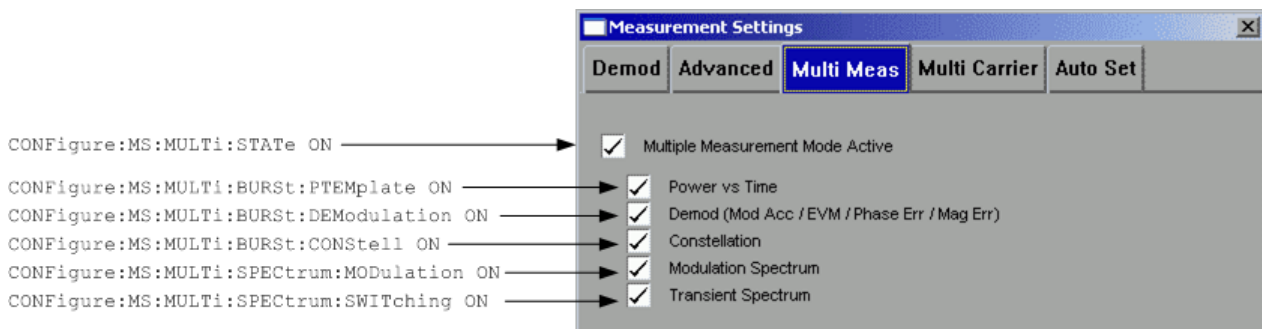 Measurement Settings
Demod Advanced Multi Meas Multi Carrier Auto Set
CONFigure:MS:MULTi:STATe ON Multiple Measurement Mode Active
CONFigure:MS:MULTi:BURSt:PTEMplate ON Power vs Time
CONFigure:MS:MULTi:BURSt:DEModulation ON Demod (Mod Acc / EVM / Phase Err / Mag Err)
CONFigure:MS:MULTi:BURSt:CONStell ON Constellation
CONFigure:MS:MULTi:SPECtrum:MODulation ON Modulation Spectrum
CONFigure:MS:MULTi:SPECtrum:SWITching ON Transient Spectrum